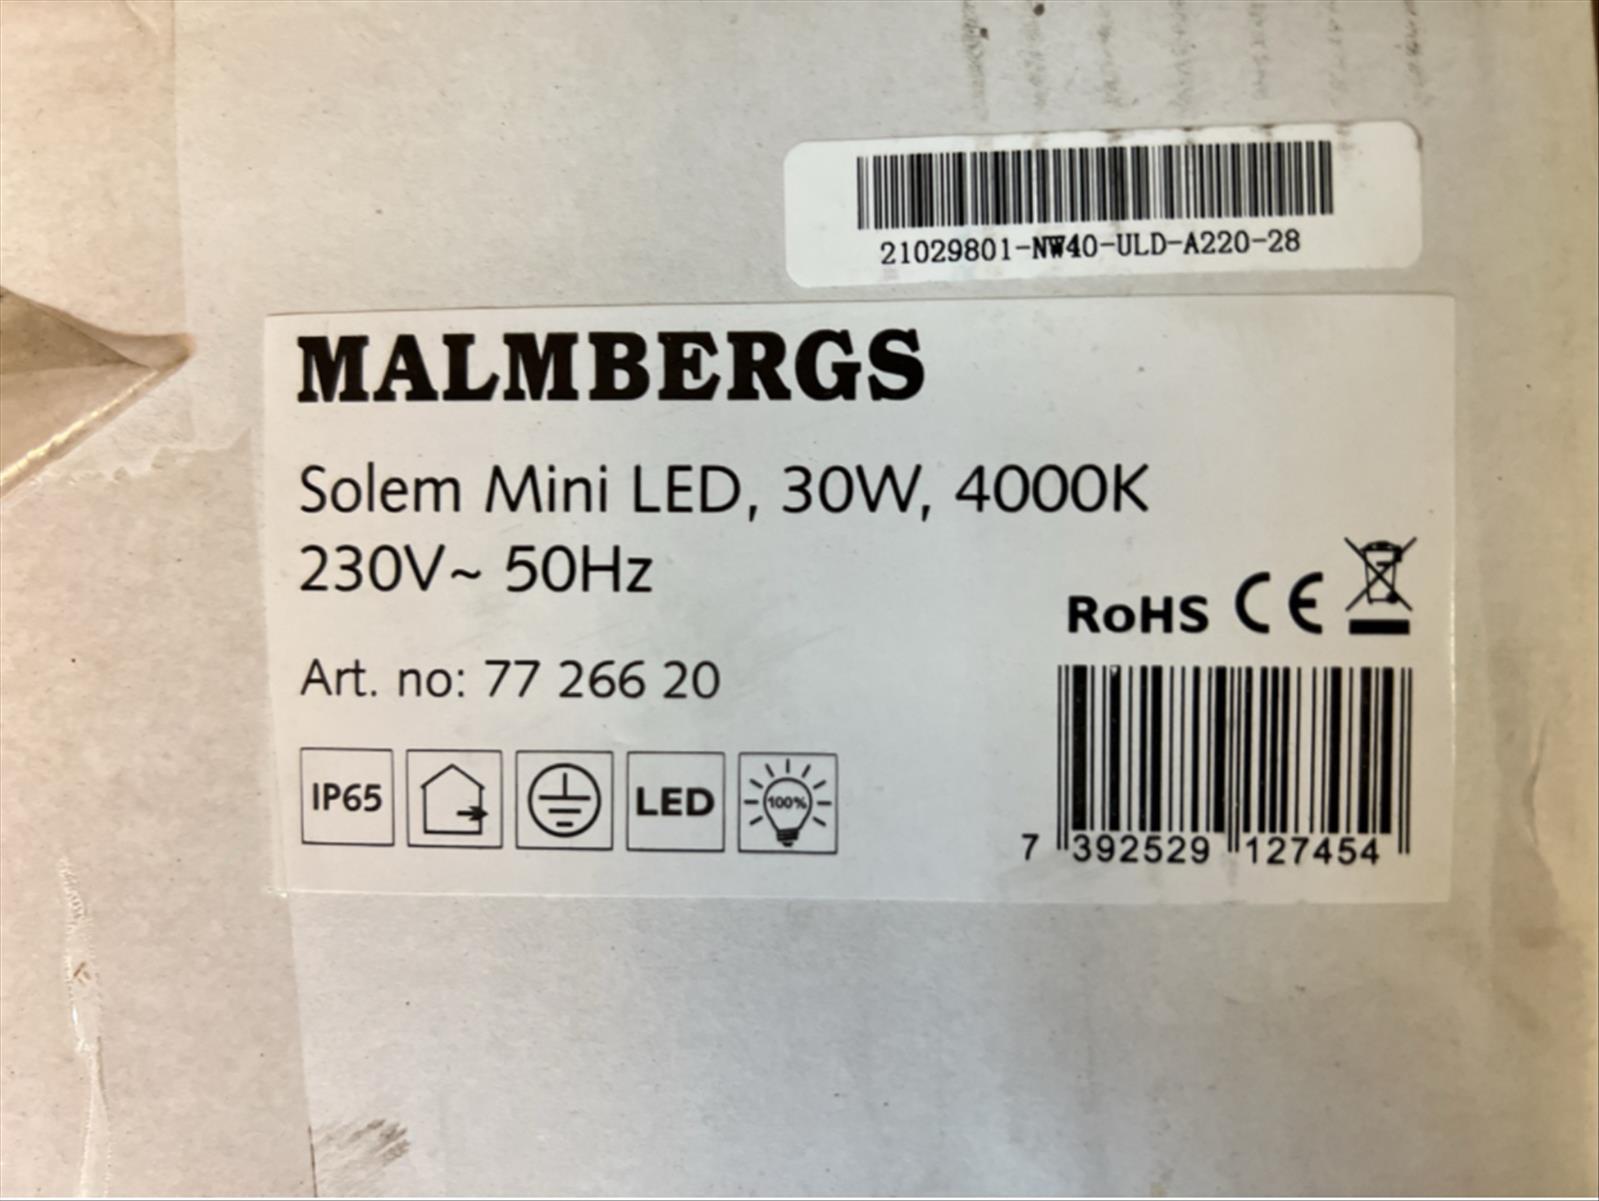 21029801-NW40-ULD-A220-28
MALMBERGS
Solem Mini LED, 30W, 4000K
230V~ 50Hz
RoHS CE
Art. no: 77 266 20
IP65 LED 100%
7 392529 127454